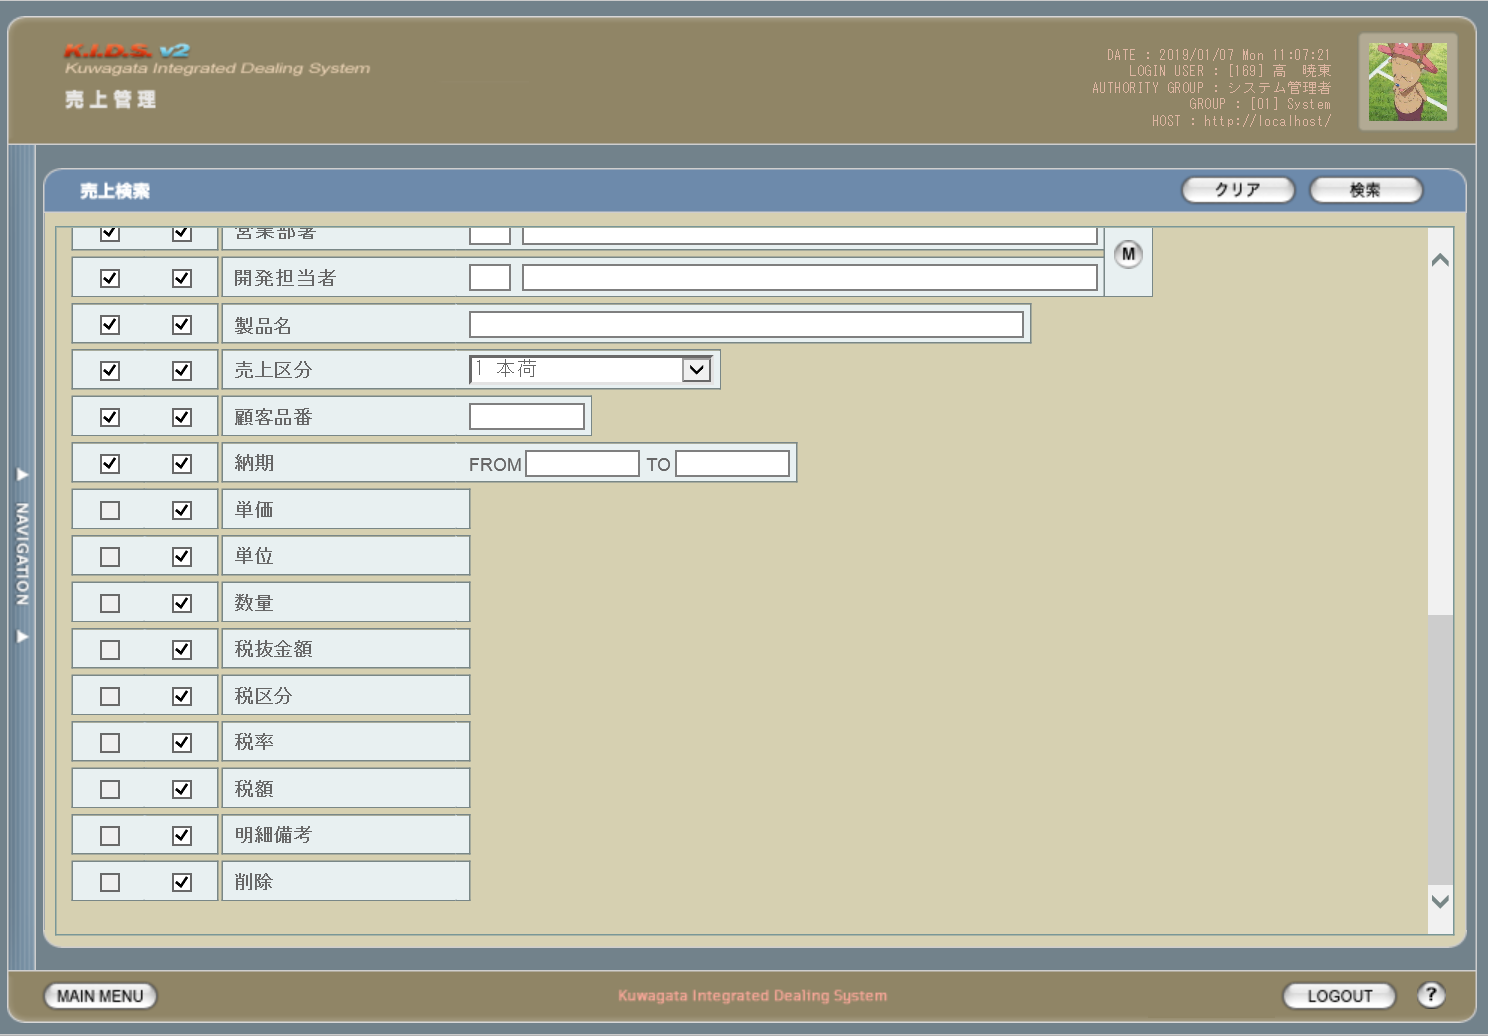 K.I.D.S. v2
Kuwagata Integrated Dealing System
売上管理
DATE : 2019/01/07 Mon 11:07:21
LOGIN USER : [169] 高　暁東
AUTHORITY GROUP : システム管理者
GROUP : [01] System
HOST : http://localhost/
売上検索
クリア
検索
営業部署
M
開発担当者
製品名
売上区分 1 本荷
顧客品番
納期 FROM TO
単価
単位
数量
税抜金額
税区分
税率
税額
明細備考
削除
NAVIGATION
MAIN MENU
Kuwagata Integrated Dealing System
LOGOUT
?